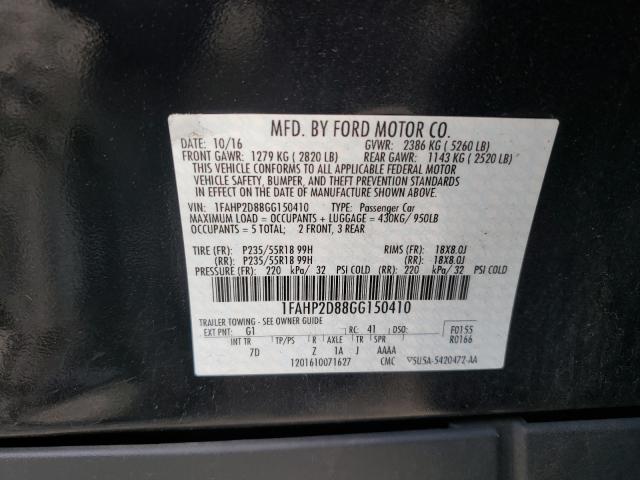 MFD. BY FORD MOTOR CO.
DATE: 10/16 GVWR: 2386 KG ( 5260 LB)
FRONT GAWR: 1279 KG ( 2820 LB) REAR GAWR: 1143 KG ( 2520 LB)
THIS VEHICLE CONFORMS TO ALL APPLICABLE FEDERAL MOTOR
VEHICLE SAFETY, BUMPER, AND THEFT PREVENTION STANDARDS
IN EFFECT ON THE DATE OF MANUFACTURE SHOWN ABOVE.
VIN: 1FAHP2D88GG150410 TYPE: Passenger Car
MAXIMUM LOAD = OCCUPANTS + LUGGAGE = 430KG/ 950LB
OCCUPANTS = 5 TOTAL; 2 FRONT, 3 REAR
TIRE (FR): P235/55R18 99H RIMS (FR): 18X8.0J
(RR): P235/55R18 99H (RR): 18X8.0J
PRESSURE (FR): 220 kPa/ 32 PSI COLD (RR): 220 kPa/ 32 PSI COLD
1FAHP2D88GG150410
TRAILER TOWING - SEE OWNER GUIDE
EXT PNT: G1 RC: 41 DSO: F0155
INT TR TP/PS R AXLE TR SPR R0166
7D Z 1A J AAAA
1201610071627 CMC 5U5A-5420472-AA